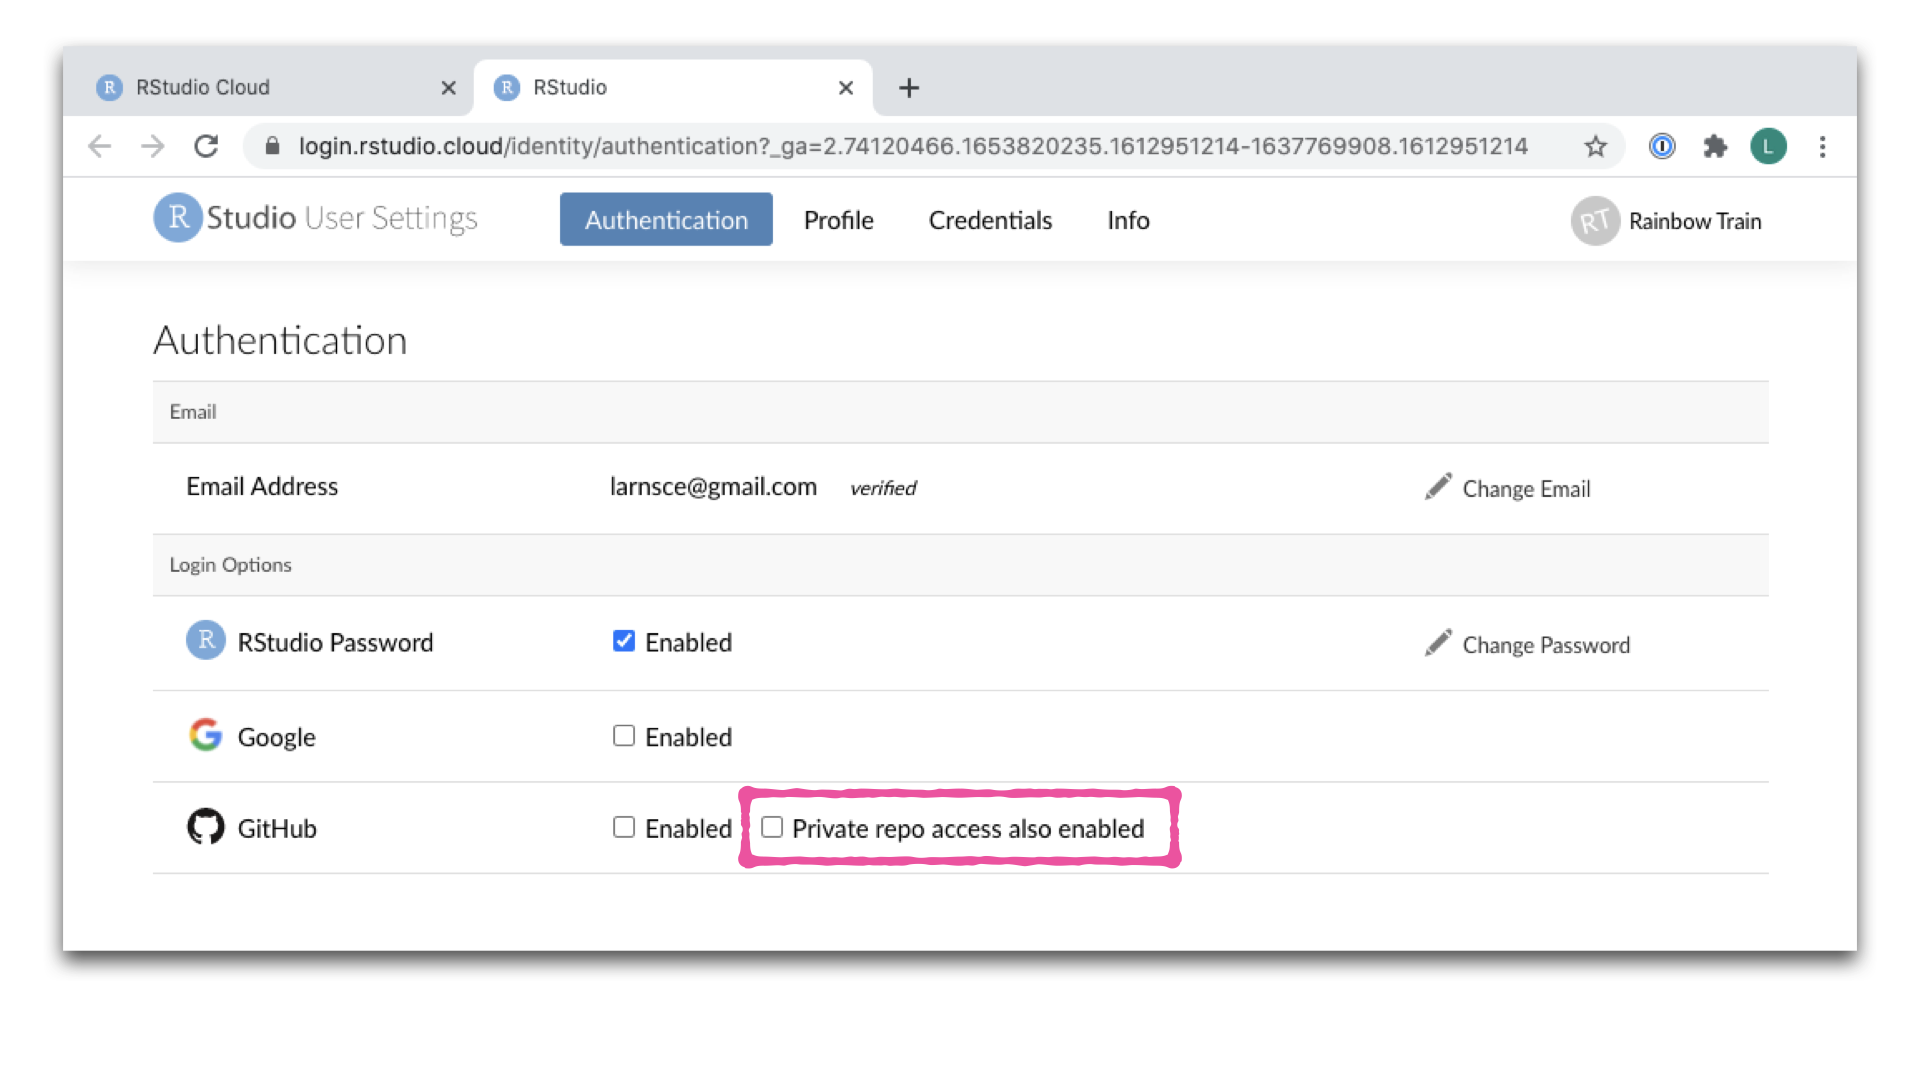 R RStudio Cloud × R RStudio × +
login.rstudio.cloud/identity/authentication?_ga=2.74120466.1653820235.1612951214-1637769908.1612951214 L
R Studio User Settings Authentication Profile Credentials Info RT Rainbow Train
Authentication
Email
Email Address larnsce@gmail.com verified Change Email
Login Options
R RStudio Password Enabled Change Password
Google Enabled
GitHub Enabled Private repo access also enabled